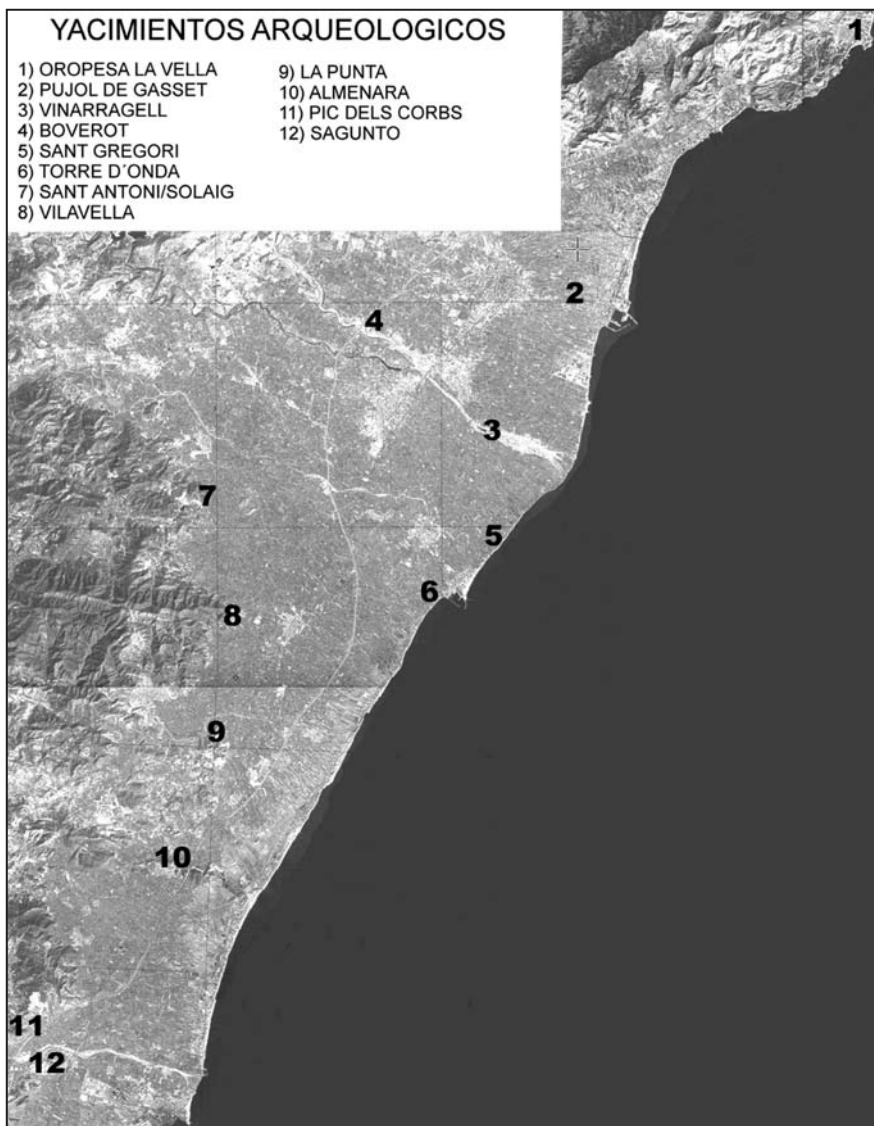 YACIMIENTOS ARQUEOLOGICOS
1) OROPESA LA VELLA
2) PUJOL DE GASSET
3) VINARRAGELL
4) BOVEROT
5) SANT GREGORI
6) TORRE D´ONDA
7) SANT ANTONI/SOLAIG
8) VILAVELLA
9) LA PUNTA
10) ALMENARA
11) PIC DELS CORBS
12) SAGUNTO
1
2
4
3
7
5
6
8
9
10
11
12